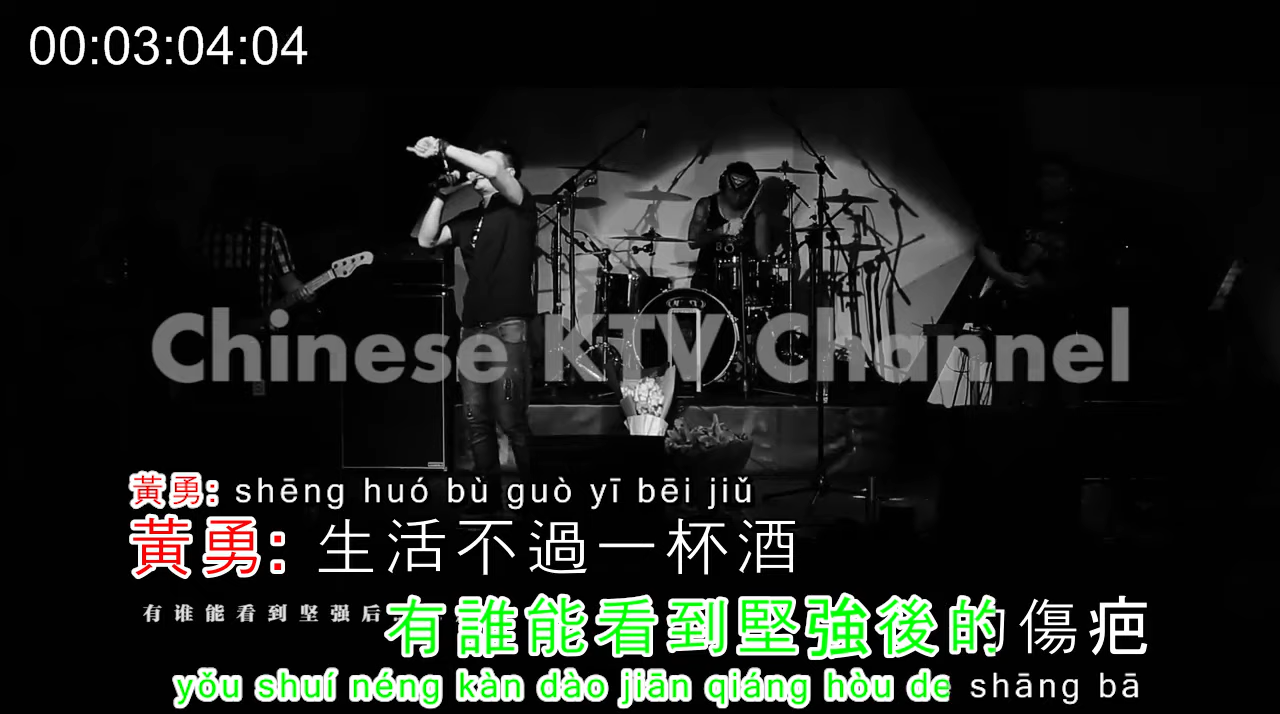 00:03:04:04
Chinese KTV Channel
黃勇: shēng huó bù guò yī bēi jiǔ
黃勇: 生活不過一杯酒
有谁能看到坚强后
有誰能看到堅強後的傷疤
yǒu shuí néng kàn dào jiān qiáng hòu de shāng bā